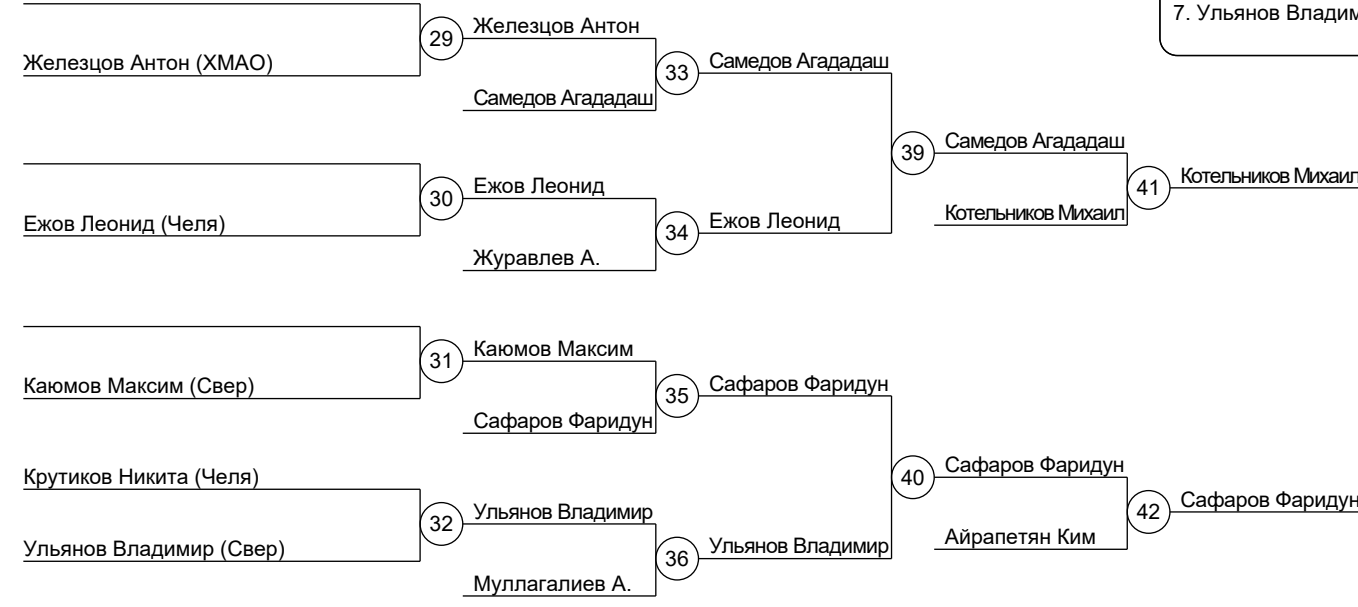 7. Ульянов Владим
29
Железцов Антон
Железцов Антон (ХМАО)
33
Самедов Агададаш
Самедов Агададаш
39
Самедов Агададаш
30
Ежов Леонид
Ежов Леонид (Челя)
34
Ежов Леонид
Журавлев А.
Котельников Михаил
41
Котельников Михаил
31
Каюмов Максим
Каюмов Максим (Свер)
35
Сафаров Фаридун
Сафаров Фаридун
40
Сафаров Фаридун
Крутиков Никита (Челя)
32
Ульянов Владимир
Ульянов Владимир (Свер)
36
Ульянов Владимир
Муллагалиев А.
Айрапетян Ким
42
Сафаров Фаридун